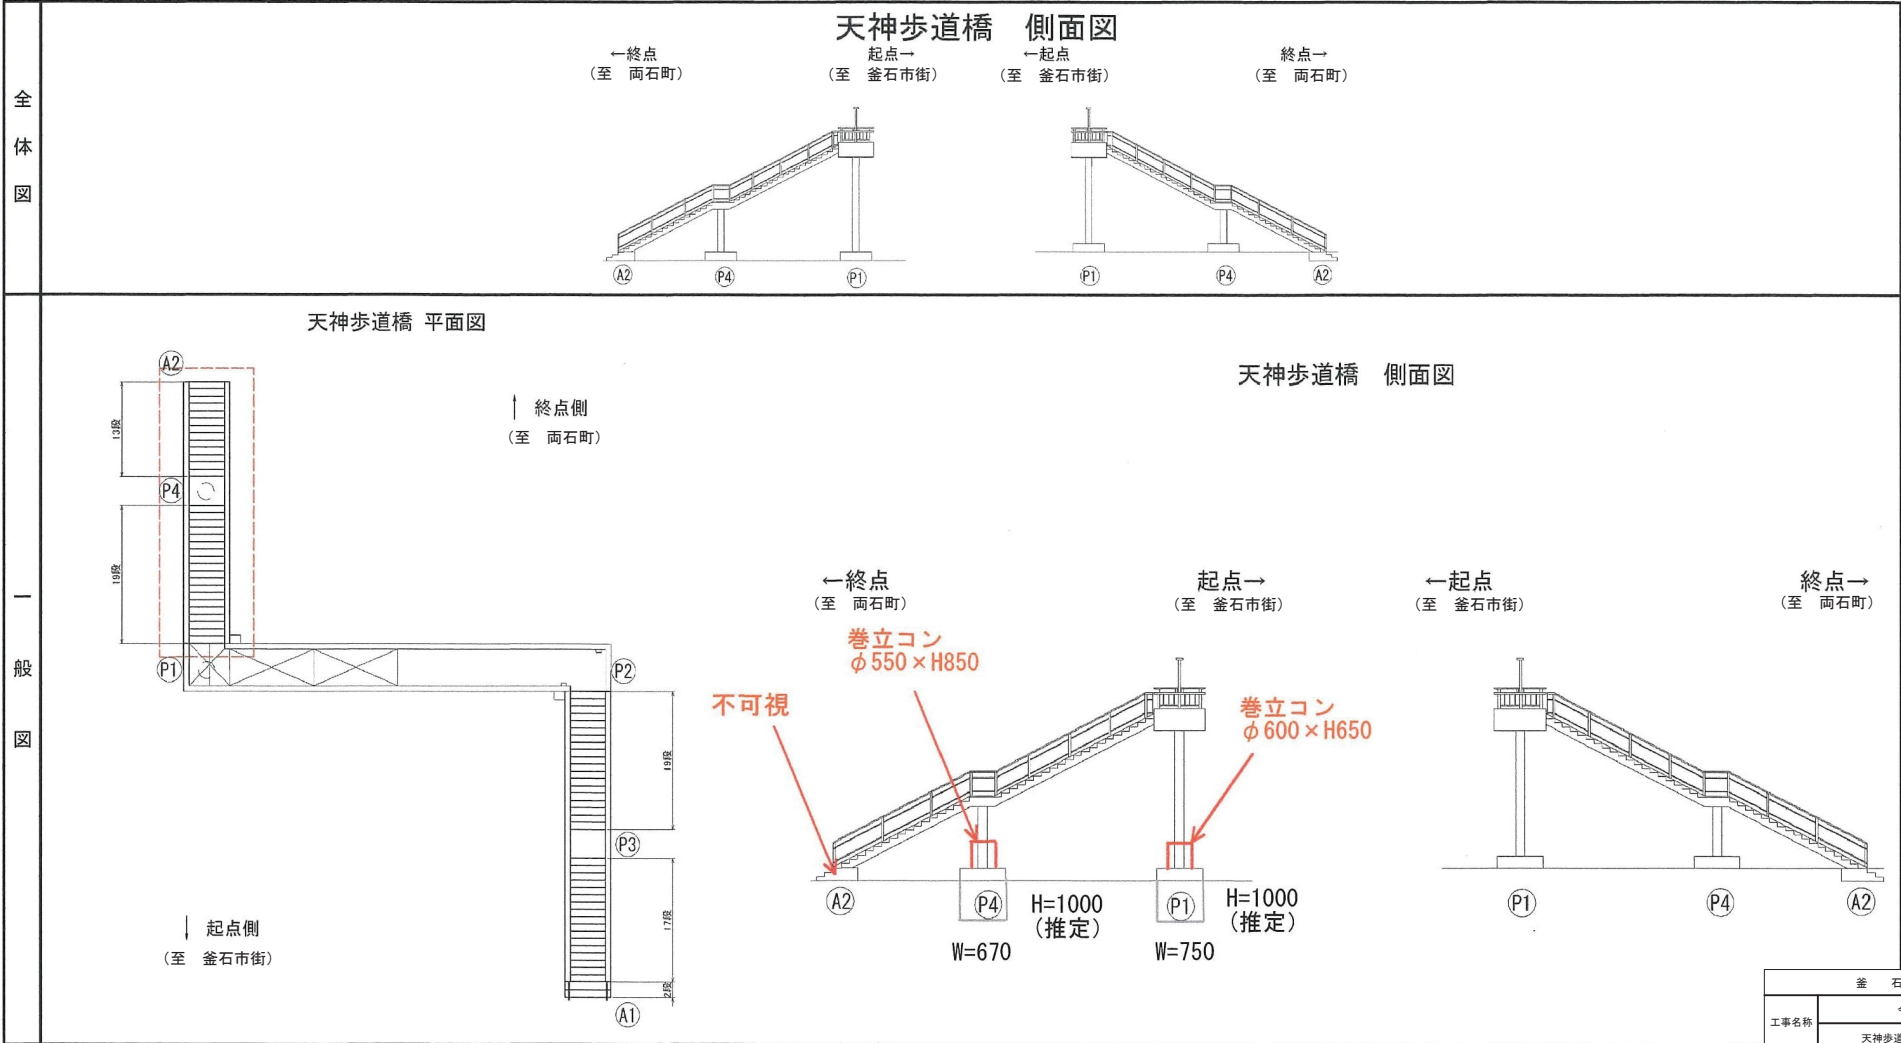 全体図
天神歩道橋　側面図
←終点
（至　両石町）
起点→
（至　釜石市街）
←起点
（至　釜石市街）
終点→
（至　両石町）
A2
P4
P1
P1
P4
A2
一般図
天神歩道橋 平面図
A2
13段
P4
19段
P1
P2
19段
P3
17段
2段
A1
↑ 終点側
（至　両石町）
↓ 起点側
（至　釜石市街）
天神歩道橋　側面図
←終点
（至　両石町）
起点→
（至　釜石市街）
巻立コン
φ550×H850
不可視
巻立コン
φ600×H650
A2
P4
H=1000
（推定）
W=670
P1
H=1000
（推定）
W=750
←起点
（至　釜石市街）
終点→
（至　両石町）
P1
P4
A2
釜　石
工事名称
天神歩道